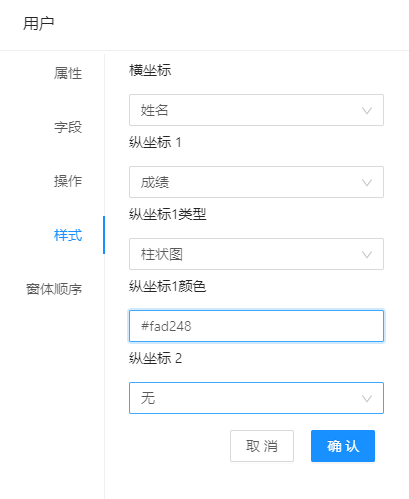 用户
属性
字段
操作
样式
窗体顺序
横坐标
姓名
纵坐标 1
成绩
纵坐标1类型
柱状图
纵坐标1颜色
#fad248
纵坐标 2
无
取 消
确 认